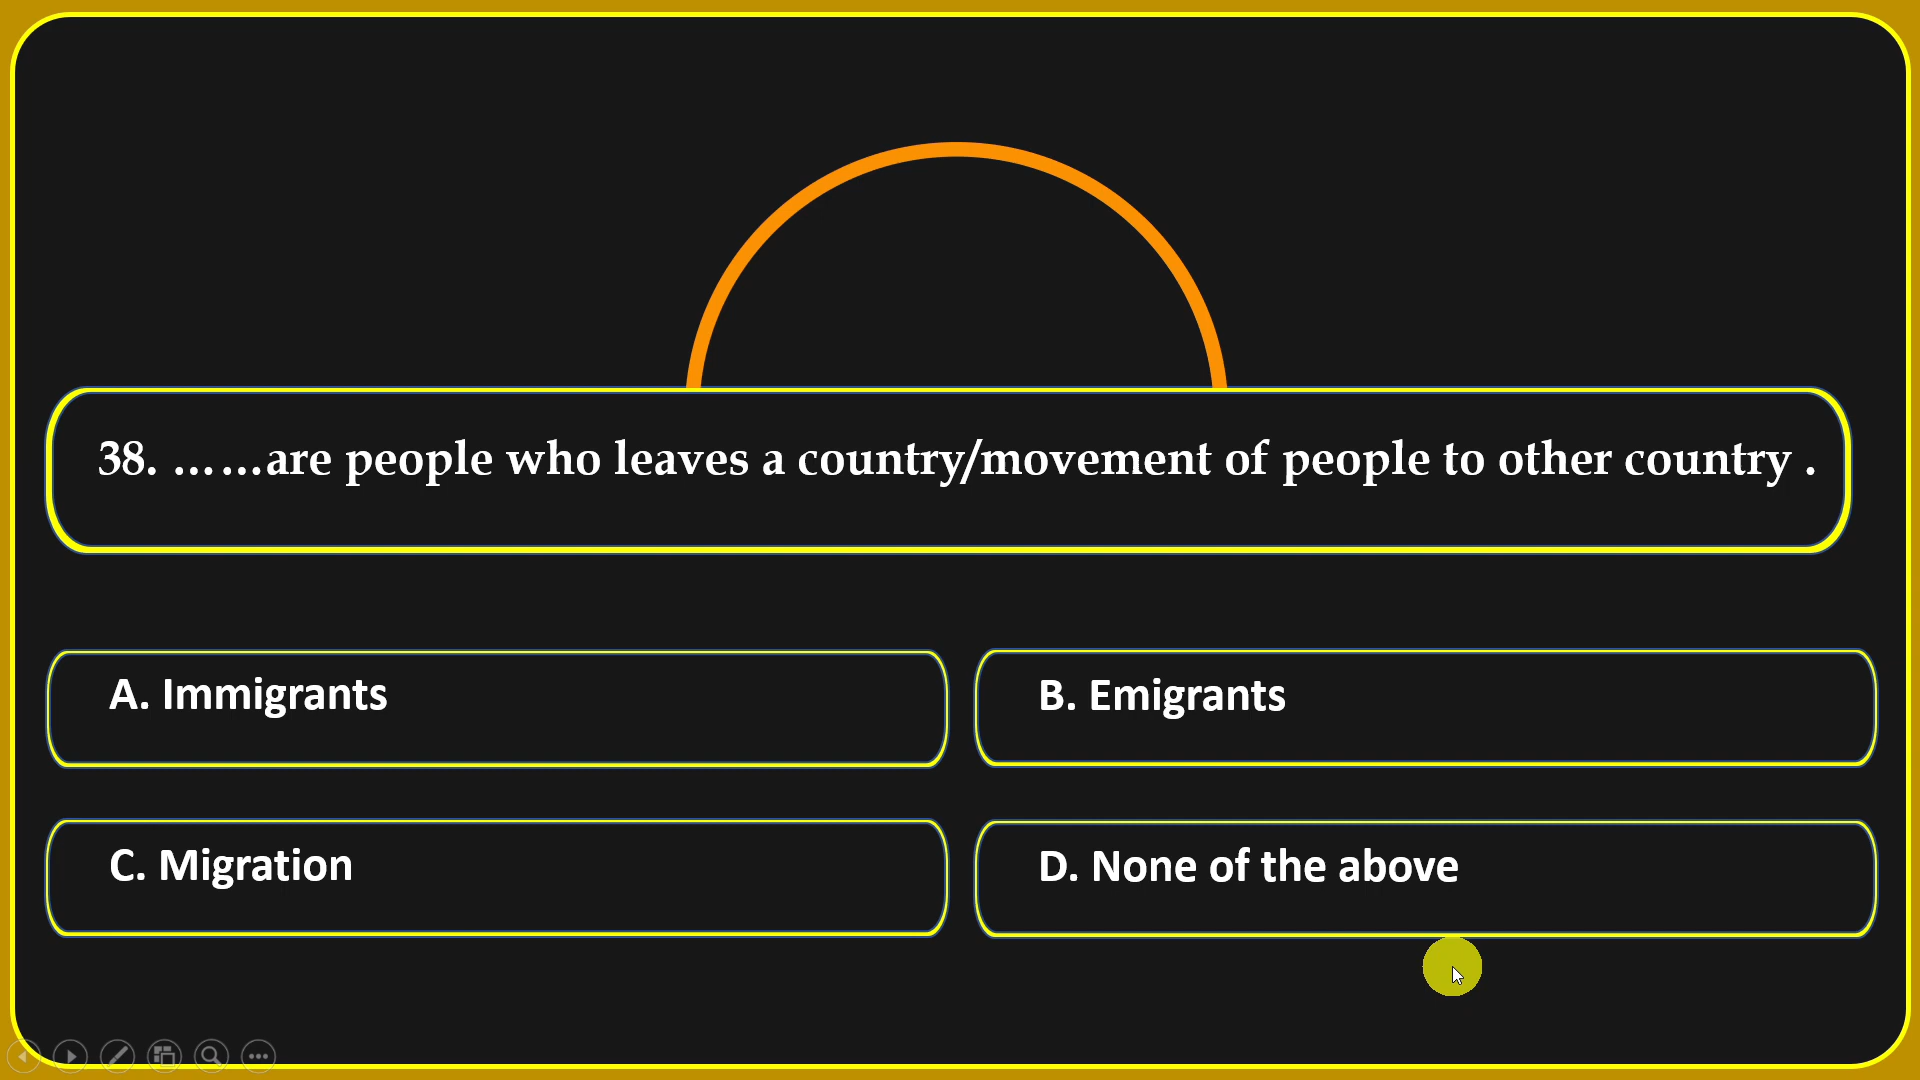 38. ……are people who leaves a country/movement of people to other country .
A. Immigrants
B. Emigrants
C. Migration
D. None of the above